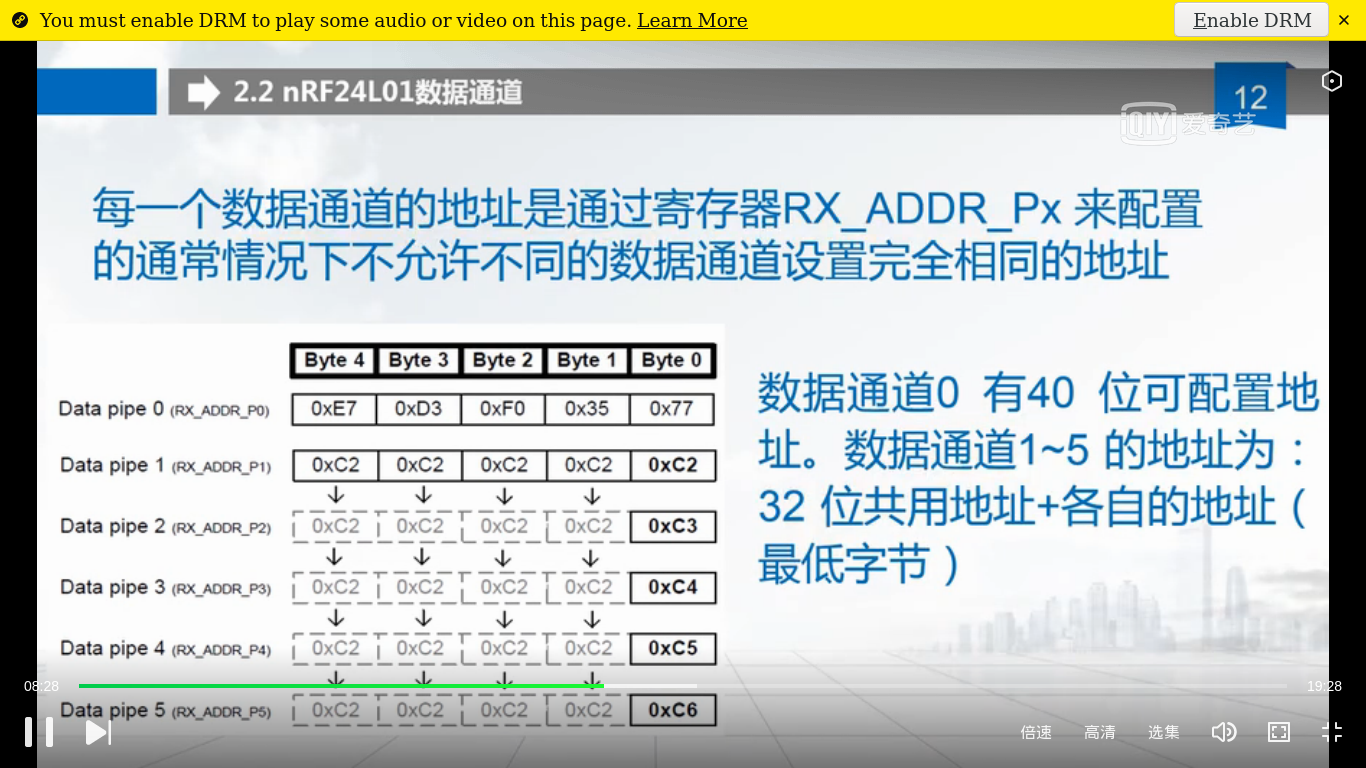 You must enable DRM to play some audio or video on this page. Learn More
Enable DRM
2.2 nRF24L01数据通道
12
QIY 爱奇艺
每一个数据通道的地址是通过寄存器RX_ADDR_Px 来配置
的通常情况下不允许不同的数据通道设置完全相同的地址
Byte 4 Byte 3 Byte 2 Byte 1 Byte 0
Data pipe 0 (RX_ADDR_P0) 0xE7 0xD3 0xF0 0x35 0x77
Data pipe 1 (RX_ADDR_P1) 0xC2 0xC2 0xC2 0xC2 0xC2
Data pipe 2 (RX_ADDR_P2) 0xC2 0xC2 0xC2 0xC2 0xC3
Data pipe 3 (RX_ADDR_P3) 0xC2 0xC2 0xC2 0xC2 0xC4
Data pipe 4 (RX_ADDR_P4) 0xC2 0xC2 0xC2 0xC2 0xC5
Data pipe 5 (RX_ADDR_P5) 0xC2 0xC2 0xC2 0xC2 0xC6
数据通道0 有40 位可配置地
址。数据通道1~5 的地址为：
32 位共用地址+各自的地址（
最低字节）
08:28
19:28
倍速 高清 选集